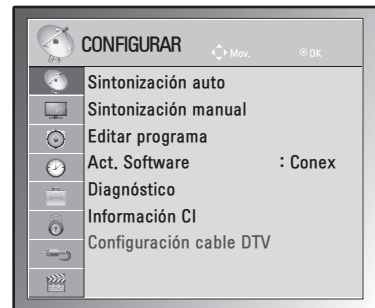 CONFIGURAR
Mov. OK
Sintonización auto
Sintonización manual
Editar programa
Act. Software : Conex
Diagnóstico
Información CI
Configuración cable DTV